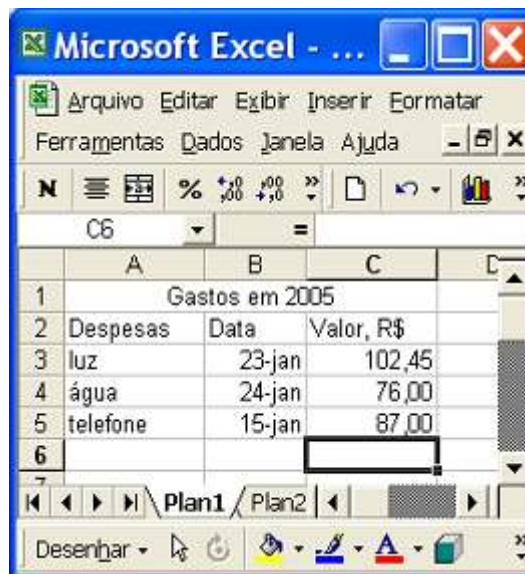 Microsoft Excel - ...
Arquivo Editar Exibir Inserir Formatar
Ferramentas Dados Janela Ajuda
N % ,00
C6 =
A B C D
1 Gastos em 2005
2 Despesas Data Valor, R$
3 luz 23-jan 102,45
4 água 24-jan 76,00
5 telefone 15-jan 87,00
6
Plan1 Plan2
Desenhar A